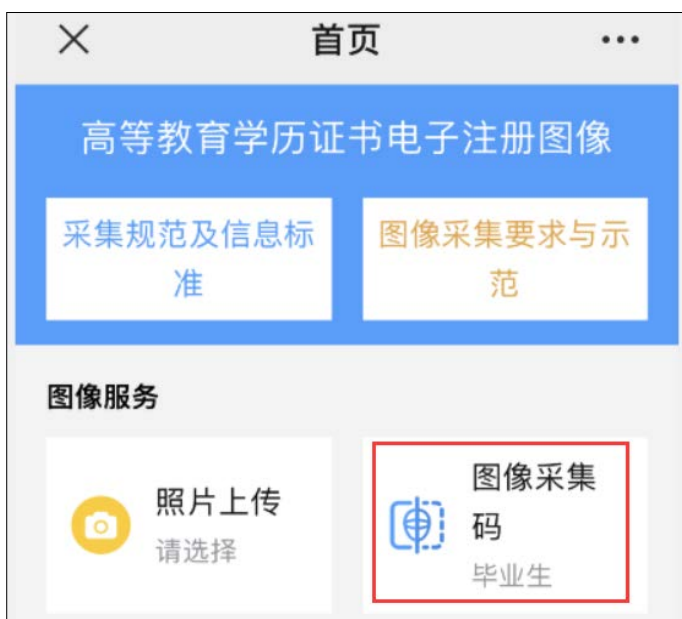 首页
高等教育学历证书电子注册图像
采集规范及信息标
准
图像采集要求与示
范
图像服务
照片上传
请选择
图像采集
码
毕业生